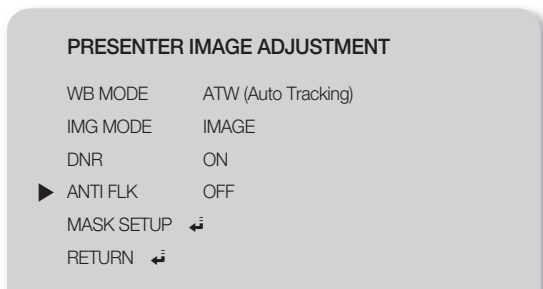 PRESENTER IMAGE ADJUSTMENT
WB MODE ATW (Auto Tracking)
IMG MODE IMAGE
DNR ON
ANTI FLK OFF
MASK SETUP
RETURN